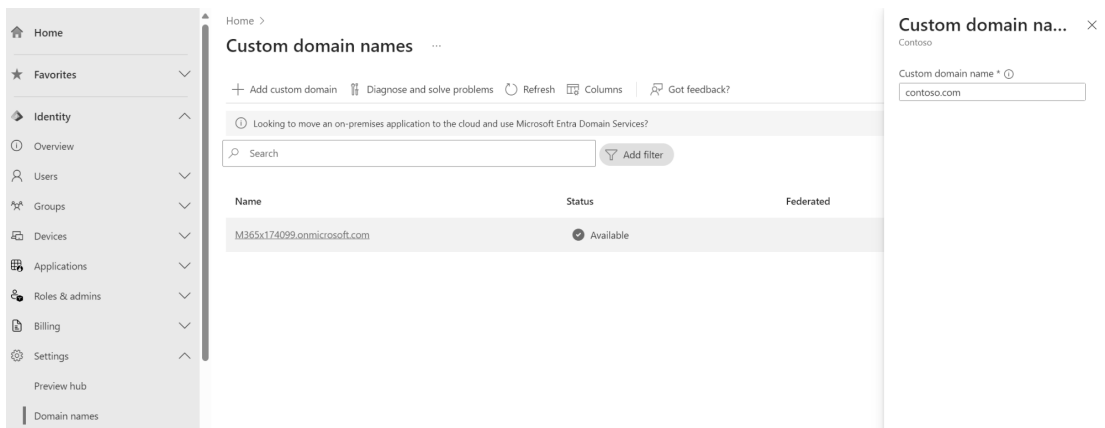 Home
Favorites
Identity
Overview
Users
Groups
Devices
Applications
Roles & admins
Billing
Settings
Preview hub
Domain names
Home >
Custom domain names ...
Add custom domain Diagnose and solve problems Refresh Columns Got feedback?
Looking to move an on-premises application to the cloud and use Microsoft Entra Domain Services?
Search Add filter
Name Status Federated
M365x174099.onmicrosoft.com Available
Custom domain na...
Contoso
Custom domain name *
contoso.com